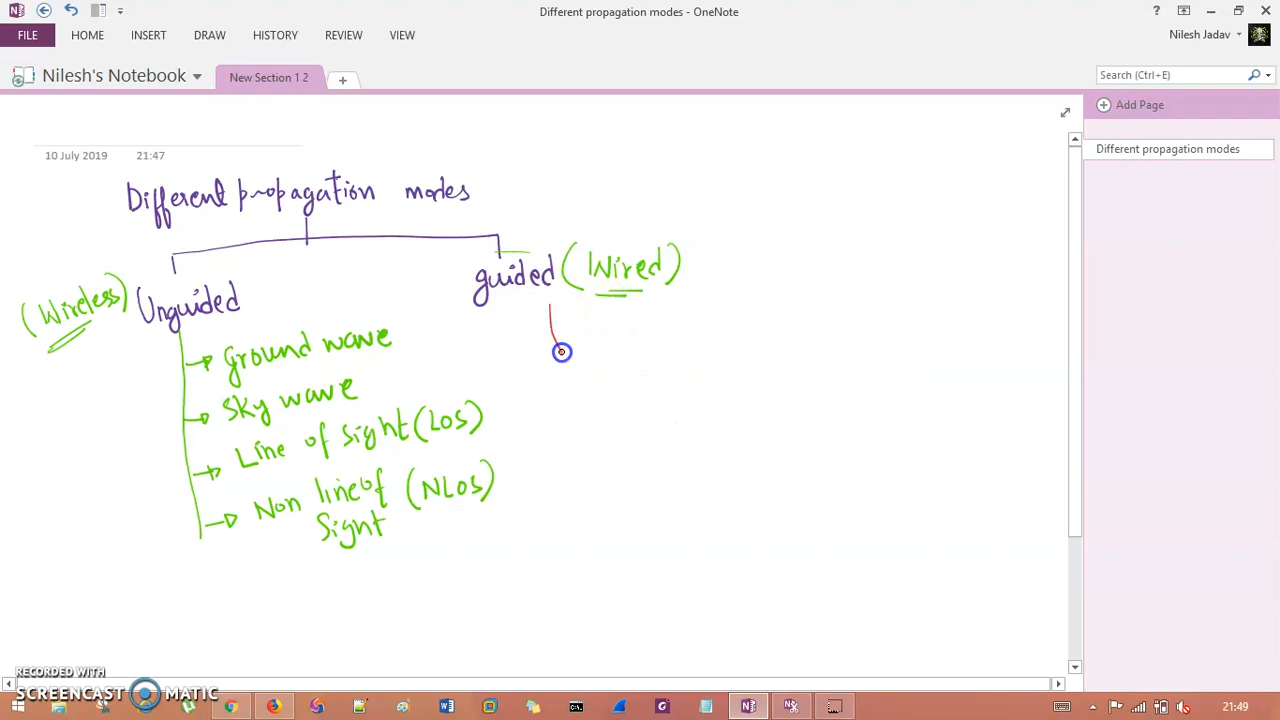 Different propagation modes - OneNote
FILE HOME INSERT DRAW HISTORY REVIEW VIEW
Nilesh Jadav
Nilesh's Notebook
New Section 1 2
Search (Ctrl+E)
Add Page
Different propagation modes
10 July 2019 21:47
Different propagation modes
Unguided
(Wireless)
guided (Wired)
Ground wave
Sky wave
Line of sight (LOS)
Non line of (NLOS)
Sight
RECORDED WITH
SCREENCAST MATIC
21:49